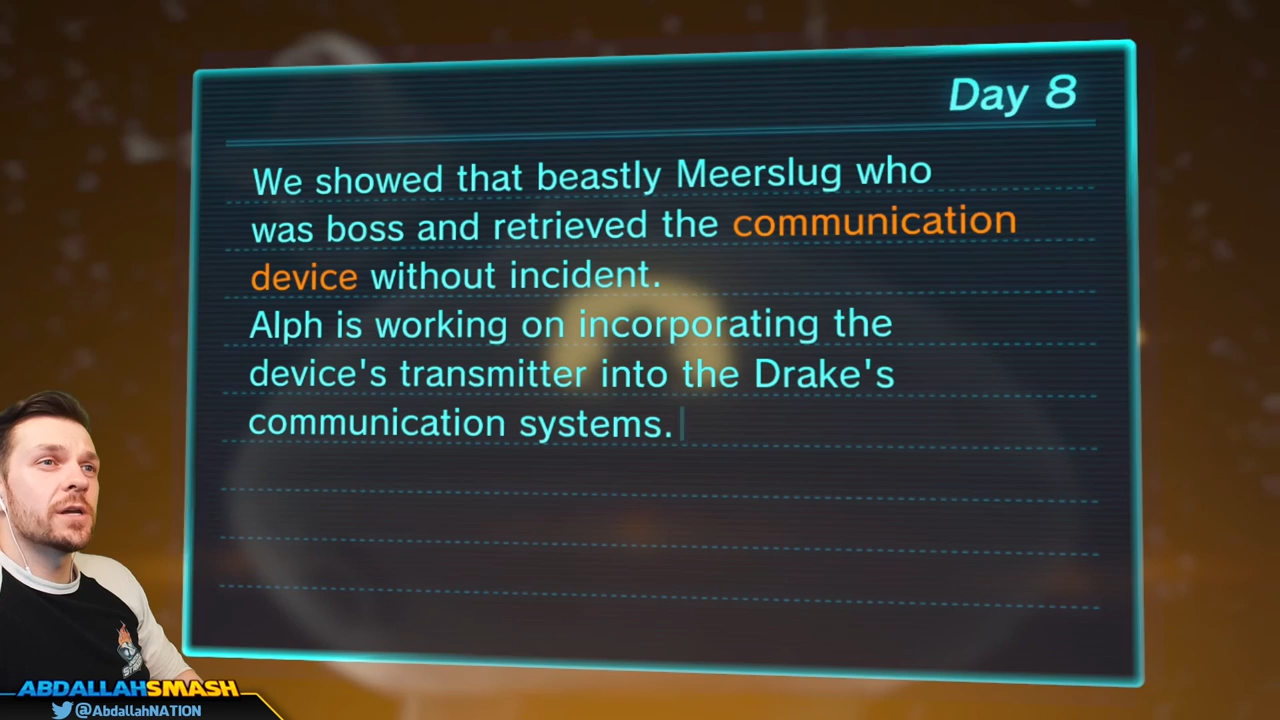 Day 8
We showed that beastly Meerslug who
was boss and retrieved the communication
device without incident.
Alph is working on incorporating the
device's transmitter into the Drake's
communication systems.
ABDALLAHSMASH
@AbdallahNATION